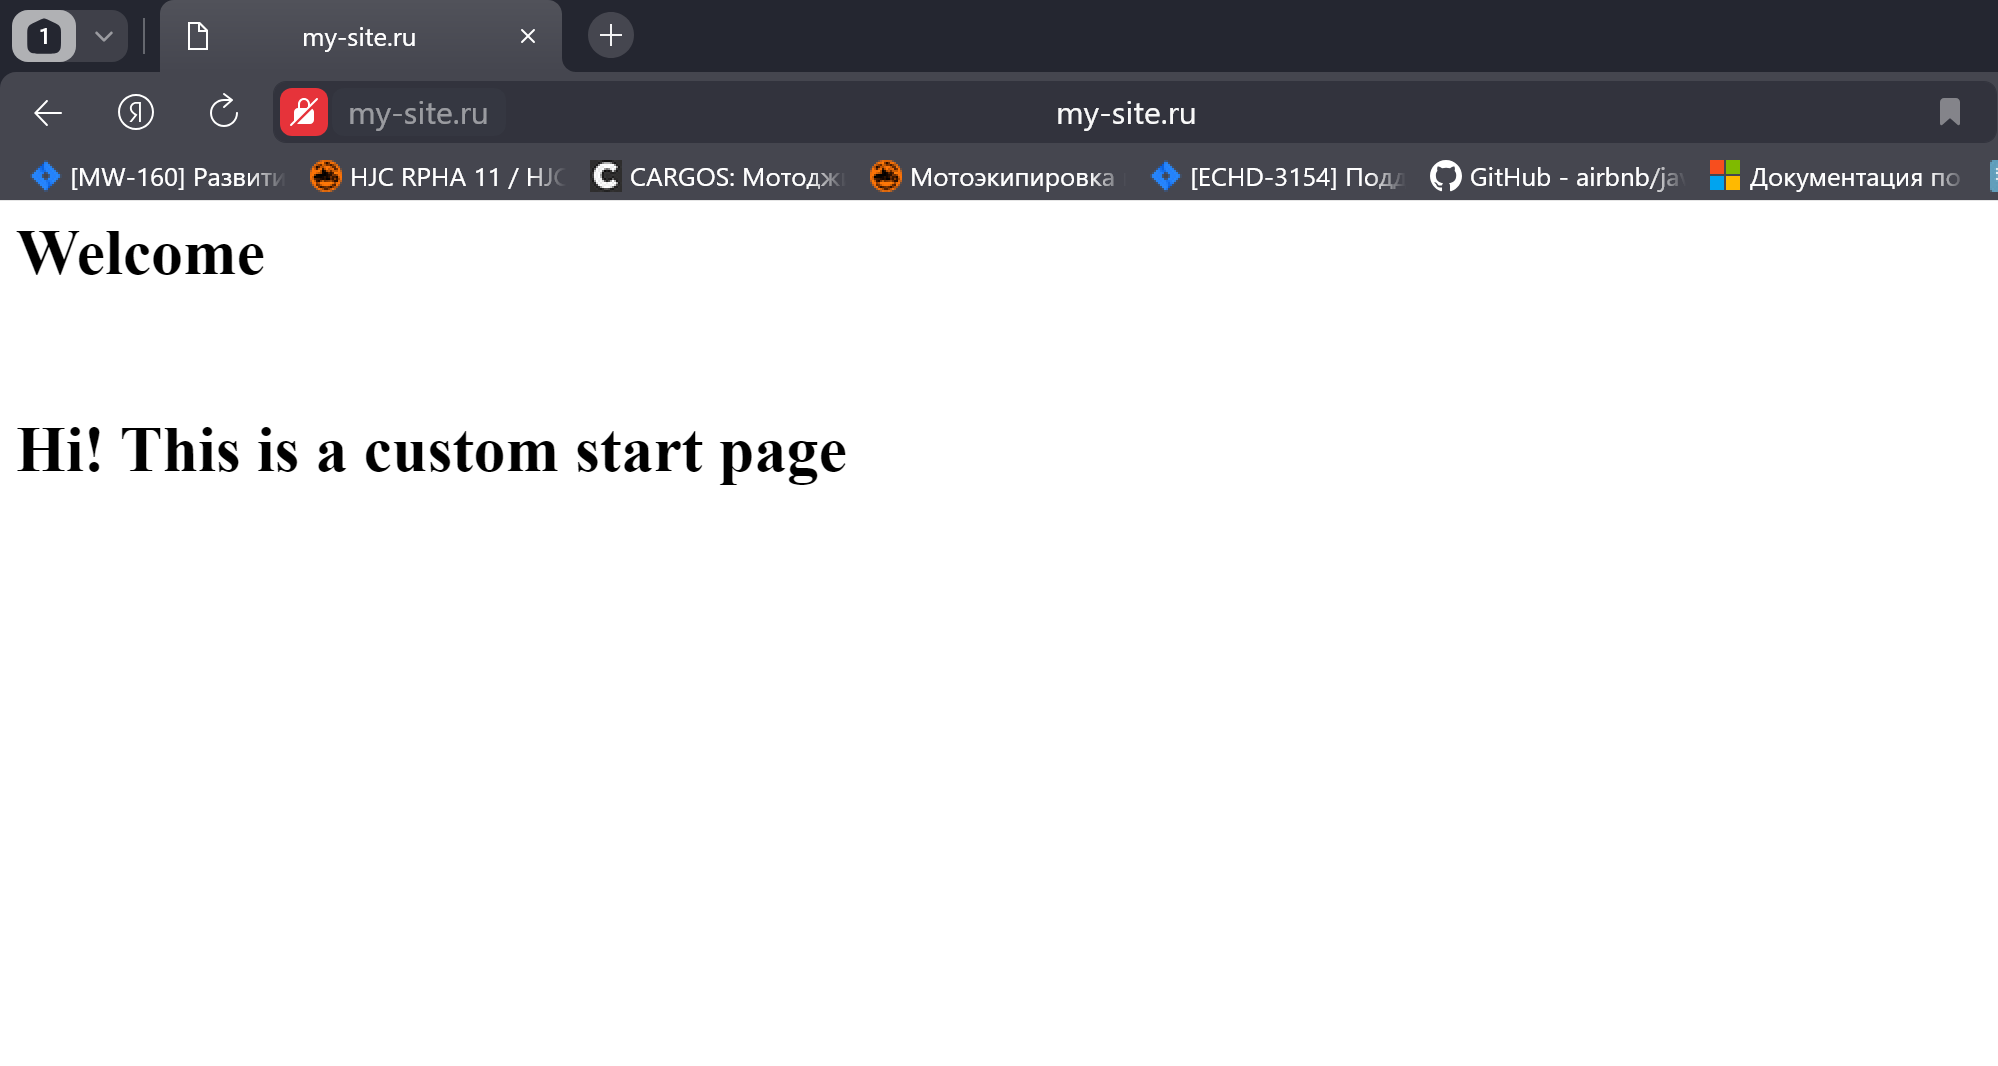 1
my-site.ru
my-site.ru
my-site.ru
[MW-160] Развити
HJC RPHA 11 / HJC
CARGOS: Мотодж
Мотоэкипировка
[ECHD-3154] Подд
GitHub - airbnb/jav
Документация по
Welcome
Hi! This is a custom start page